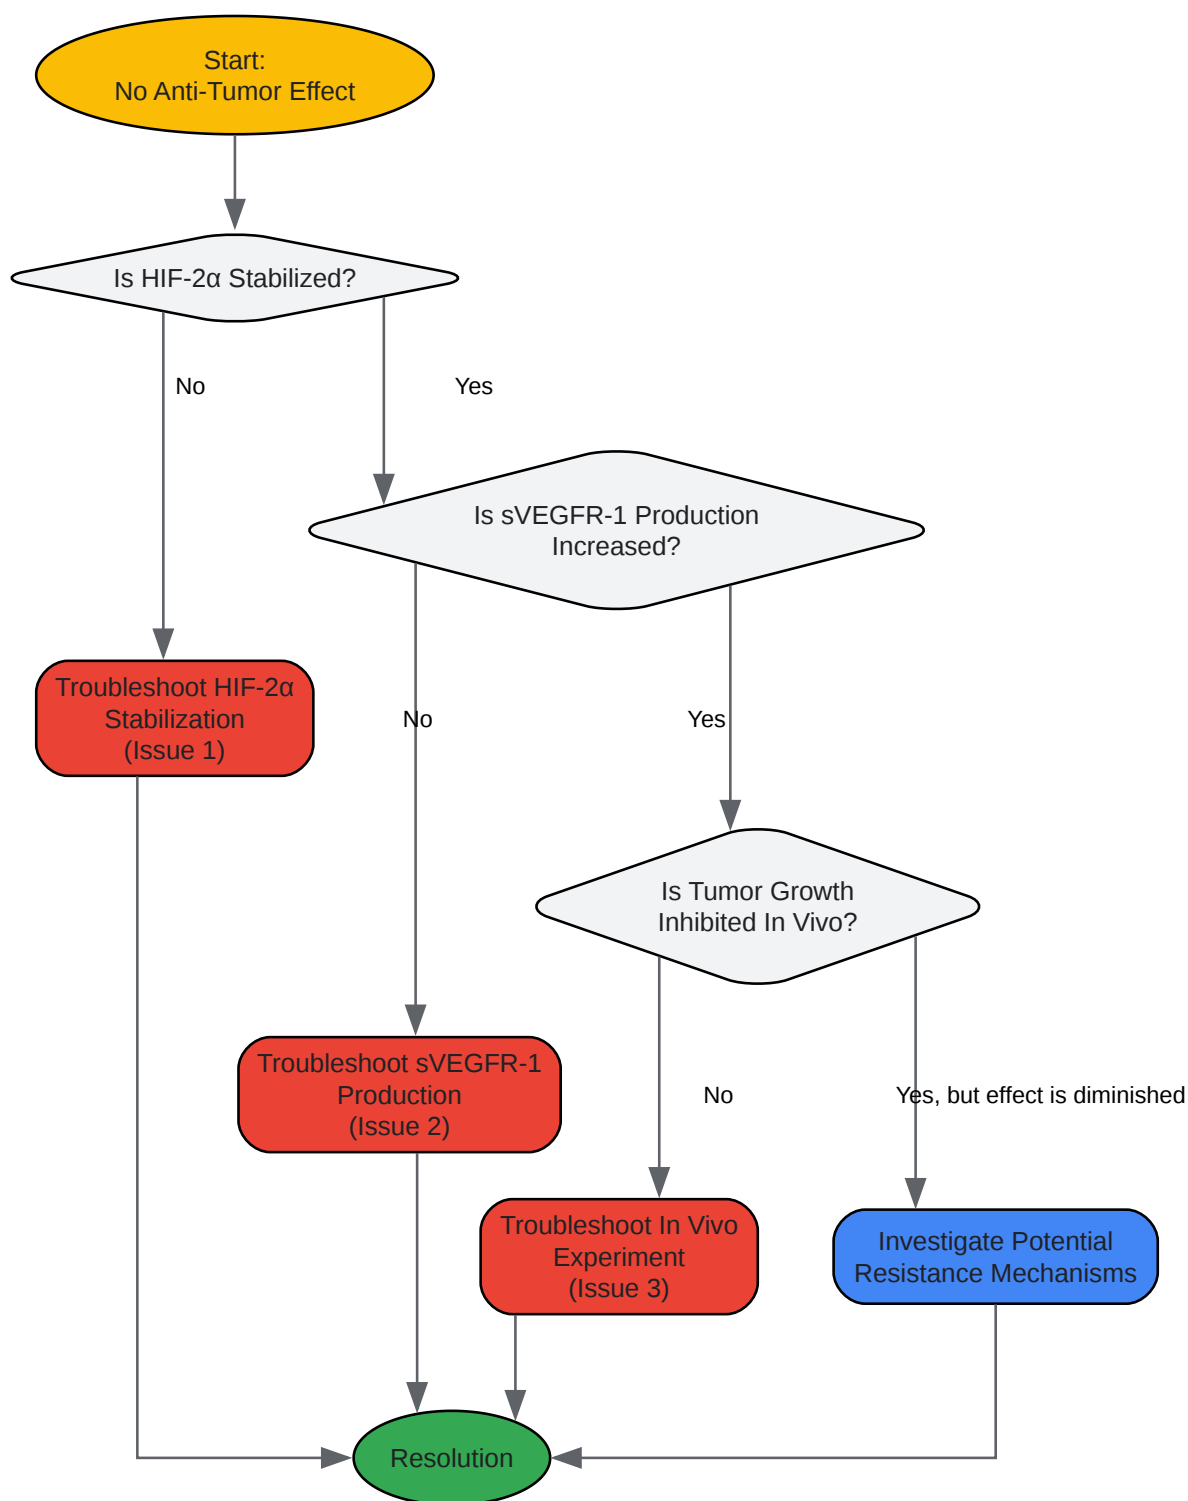 Start:
No Anti-Tumor Effect
Is HIF-2α Stabilized?
No
Yes
Is sVEGFR-1 Production
Increased?
Troubleshoot HIF-2α
Stabilization
(Issue 1)
No
Yes
Is Tumor Growth
Inhibited In Vivo?
Troubleshoot sVEGFR-1
Production
(Issue 2)
No
Yes, but effect is diminished
Troubleshoot In Vivo
Experiment
(Issue 3)
Investigate Potential
Resistance Mechanisms
Resolution